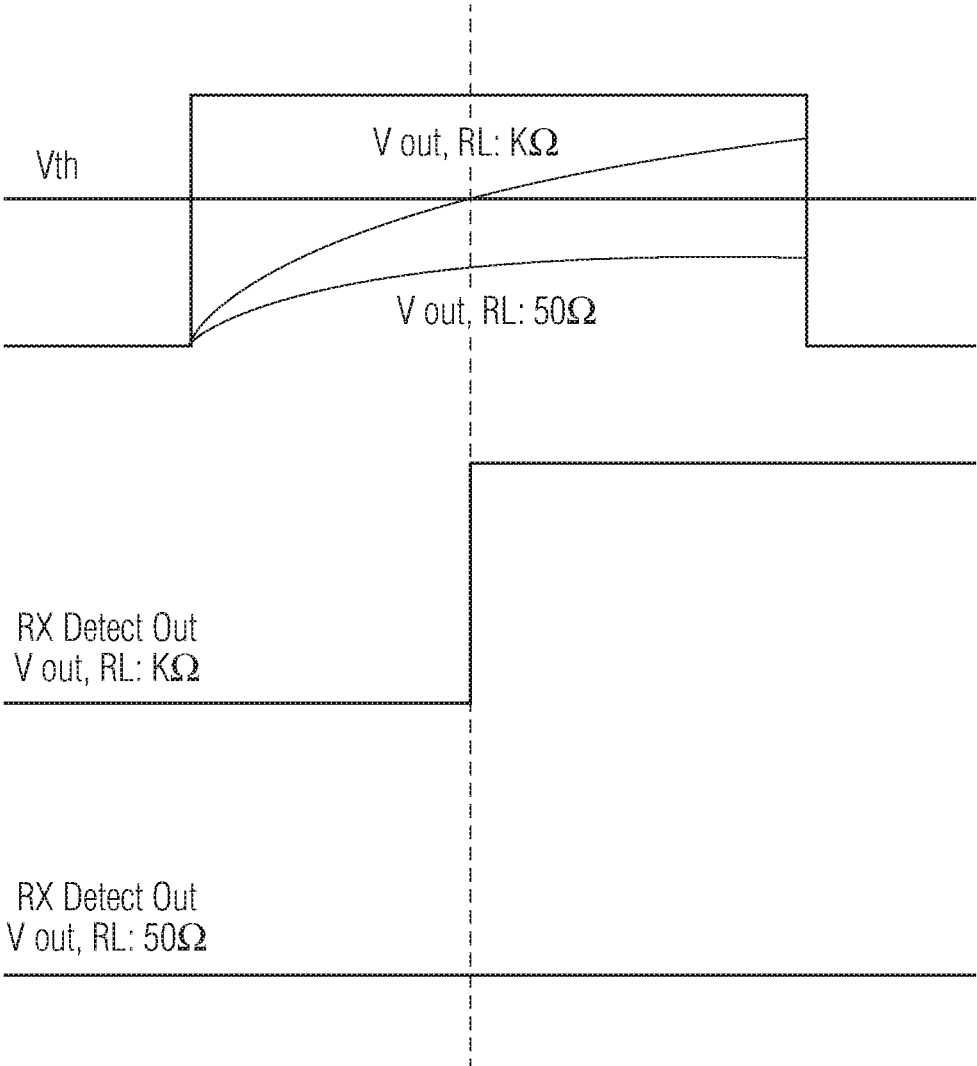 Vth
V out, RL: KΩ
V out, RL: 50Ω
RX Detect Out
V out, RL: KΩ
RX Detect Out
V out, RL: 50Ω